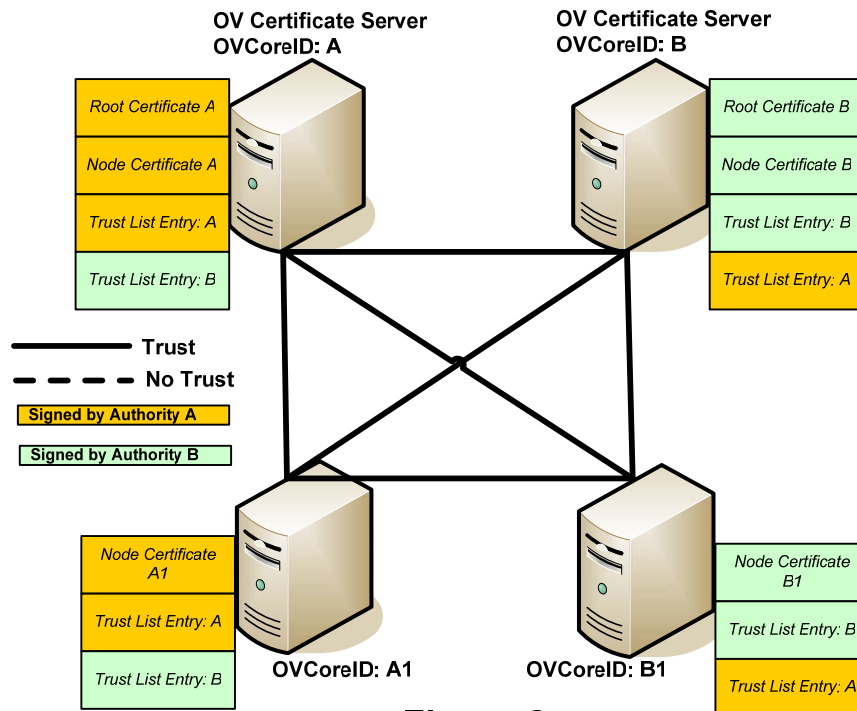 OV Certificate Server
OVCoreID: A
OV Certificate Server
OVCoreID: B
Root Certificate A
Node Certificate A
Trust List Entry: A
Trust List Entry: B
Root Certificate B
Node Certificate B
Trust List Entry: B
Trust List Entry: A
Trust
No Trust
Signed by Authority A
Signed by Authority B
Node Certificate
A1
Trust List Entry: A
Trust List Entry: B
OVCoreID: A1
OVCoreID: B1
Node Certificate
B1
Trust List Entry: B
Trust List Entry: A